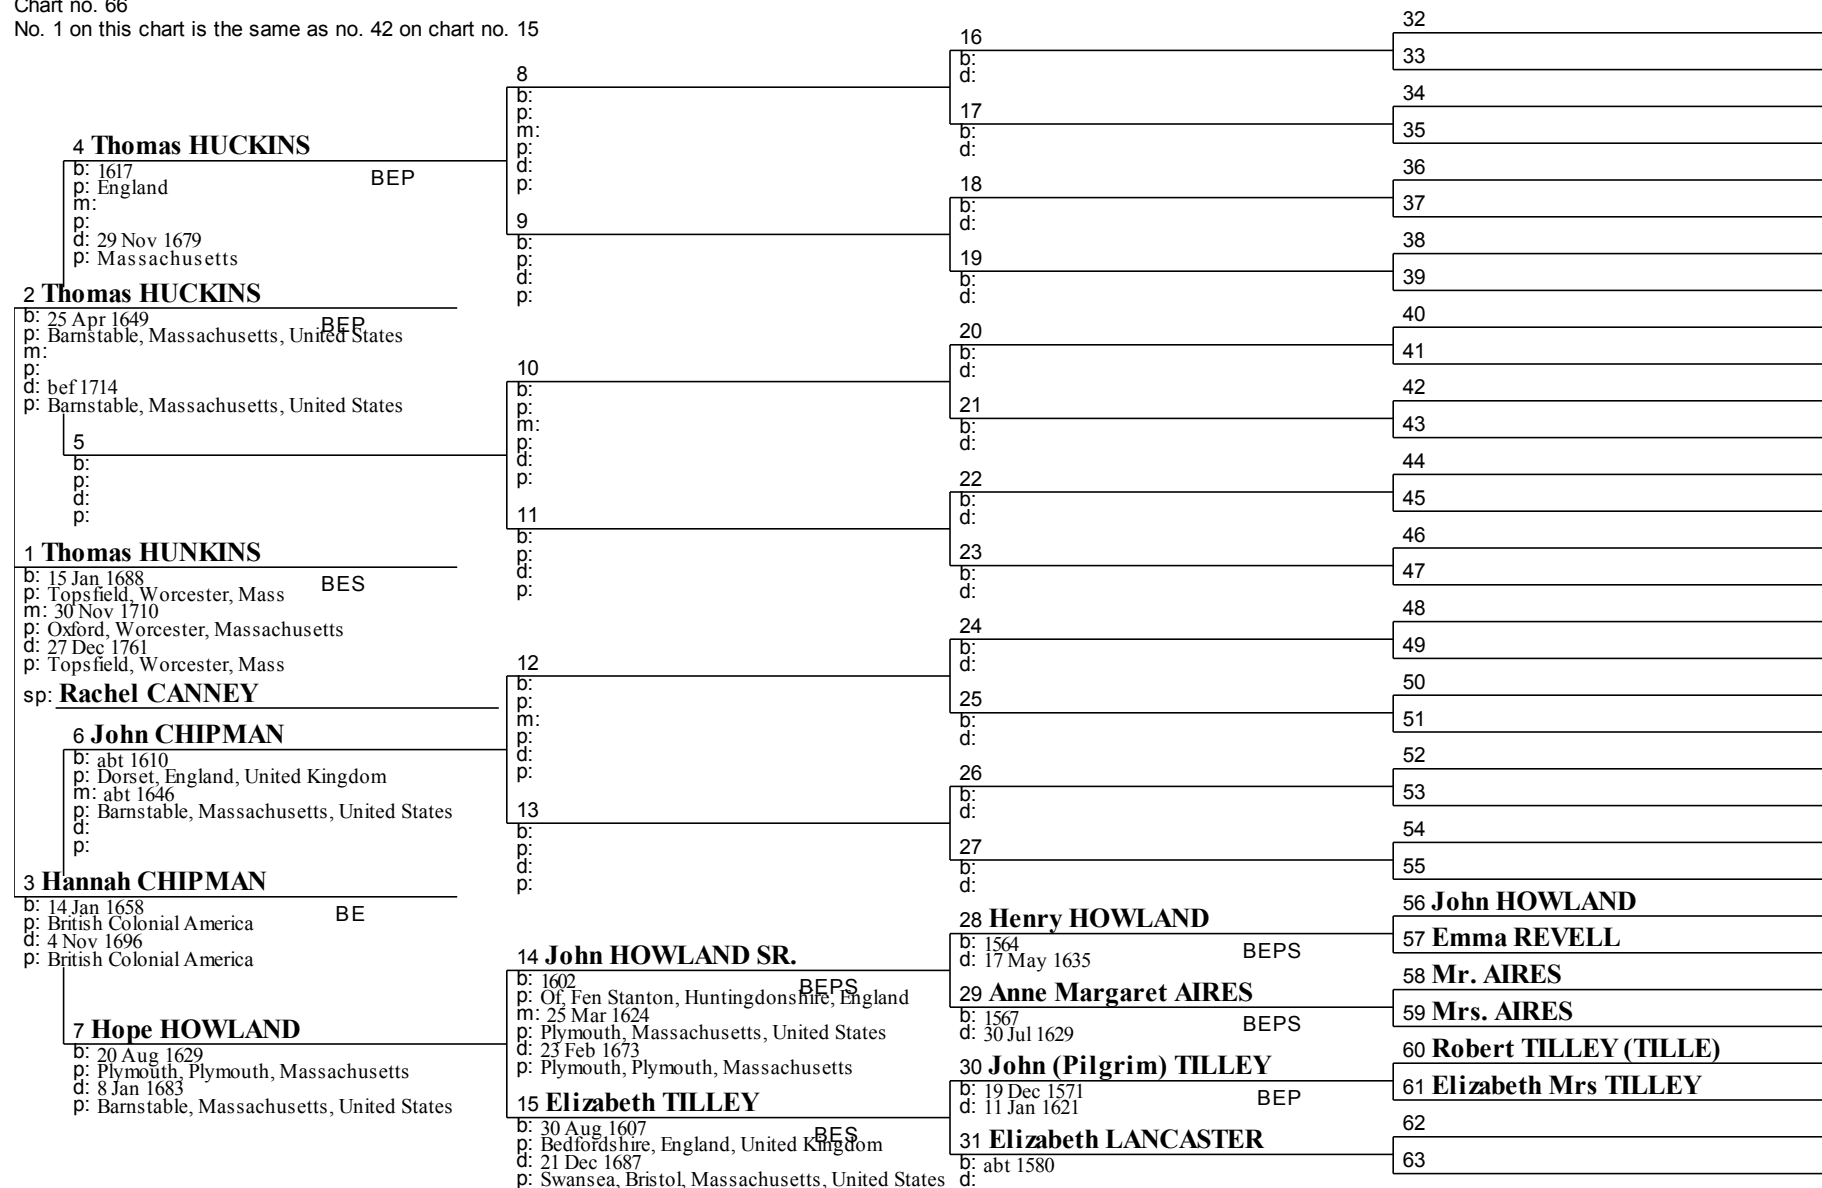 Chart no. 66
No. 1 on this chart is the same as no. 42 on chart no. 15
4 Thomas HUCKINS
b: 1617
BEP
p: England
m:
p:
d: 29 Nov 1679
p: Massachusetts
2 Thomas HUCKINS
b: 25 Apr 1649
BEP
p: Barnstable, Massachusetts, United States
m:
p:
d: bef 1714
p: Barnstable, Massachusetts, United States
5
b:
p:
d:
p:
1 Thomas HUNKINS
b: 15 Jan 1688
BES
p: Topsfield, Worcester, Mass
m: 30 Nov 1710
p: Oxford, Worcester, Massachusetts
d: 27 Dec 1761
p: Topsfield, Worcester, Mass
sp: Rachel CANNEY
6 John CHIPMAN
b: abt 1610
p: Dorset, England, United Kingdom
m: abt 1646
p: Barnstable, Massachusetts, United States
d:
p:
3 Hannah CHIPMAN
b: 14 Jan 1658
BE
p: British Colonial America
d: 4 Nov 1696
p: British Colonial America
7 Hope HOWLAND
b: 20 Aug 1629
p: Plymouth, Plymouth, Massachusetts
d: 8 Jan 1683
p: Barnstable, Massachusetts, United States
8
b:
p:
m:
p:
d:
p:
9
b:
p:
d:
p:
10
b:
p:
m:
p:
d:
p:
11
b:
p:
d:
p:
12
b:
p:
m:
p:
d:
p:
13
b:
p:
d:
p:
14 John HOWLAND SR.
b: 1602
BEPS
p: Of, Fen Stanton, Huntingdonshire, England
m: 25 Mar 1624
p: Plymouth, Massachusetts, United States
d: 23 Feb 1673
p: Plymouth, Plymouth, Massachusetts
15 Elizabeth TILLEY
b: 30 Aug 1607
BES
p: Bedfordshire, England, United Kingdom
d: 21 Dec 1687
p: Swansea, Bristol, Massachusetts, United States
16
b:
d:
17
b:
d:
18
b:
d:
19
b:
d:
20
b:
d:
21
b:
d:
22
b:
d:
23
b:
d:
24
b:
d:
25
b:
d:
26
b:
d:
27
b:
d:
28 Henry HOWLAND
b: 1564
BEPS
d: 17 May 1635
29 Anne Margaret AIRES
b: 1567
BEPS
d: 30 Jul 1629
30 John (Pilgrim) TILLEY
b: 19 Dec 1571
BEP
d: 11 Jan 1621
31 Elizabeth LANCASTER
b: abt 1580
d:
32
33
34
35
36
37
38
39
40
41
42
43
44
45
46
47
48
49
50
51
52
53
54
55
56 John HOWLAND
57 Emma REVELL
58 Mr. AIRES
59 Mrs. AIRES
60 Robert TILLEY (TILLE)
61 Elizabeth Mrs TILLEY
62
63